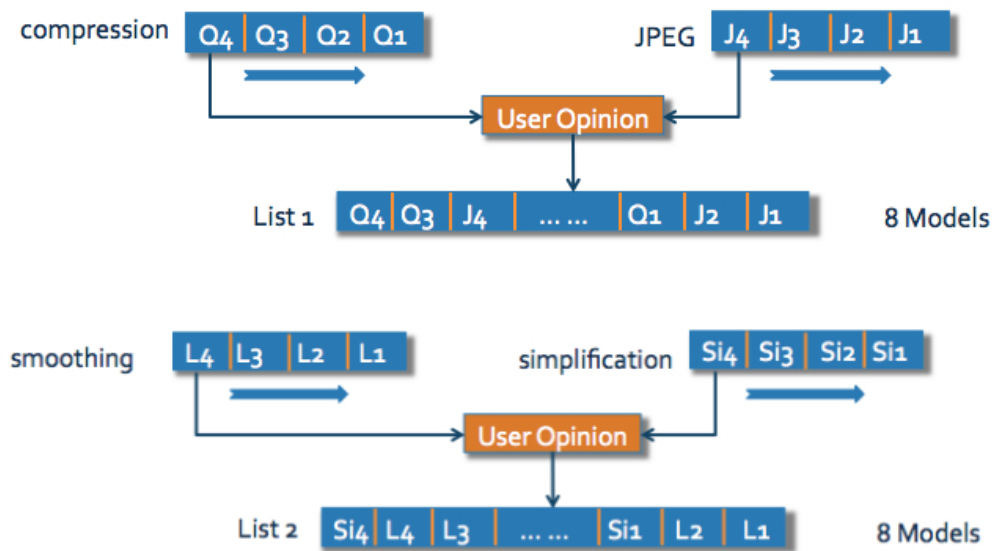 compression Q4 Q3 Q2 Q1 JPEG J4 J3 J2 J1
User Opinion
List 1 Q4 Q3 J4 ... ... Q1 J2 J1 8 Models
smoothing L4 L3 L2 L1 simplification Si4 Si3 Si2 Si1
User Opinion
List 2 Si4 L4 L3 ... ... Si1 L2 L1 8 Models